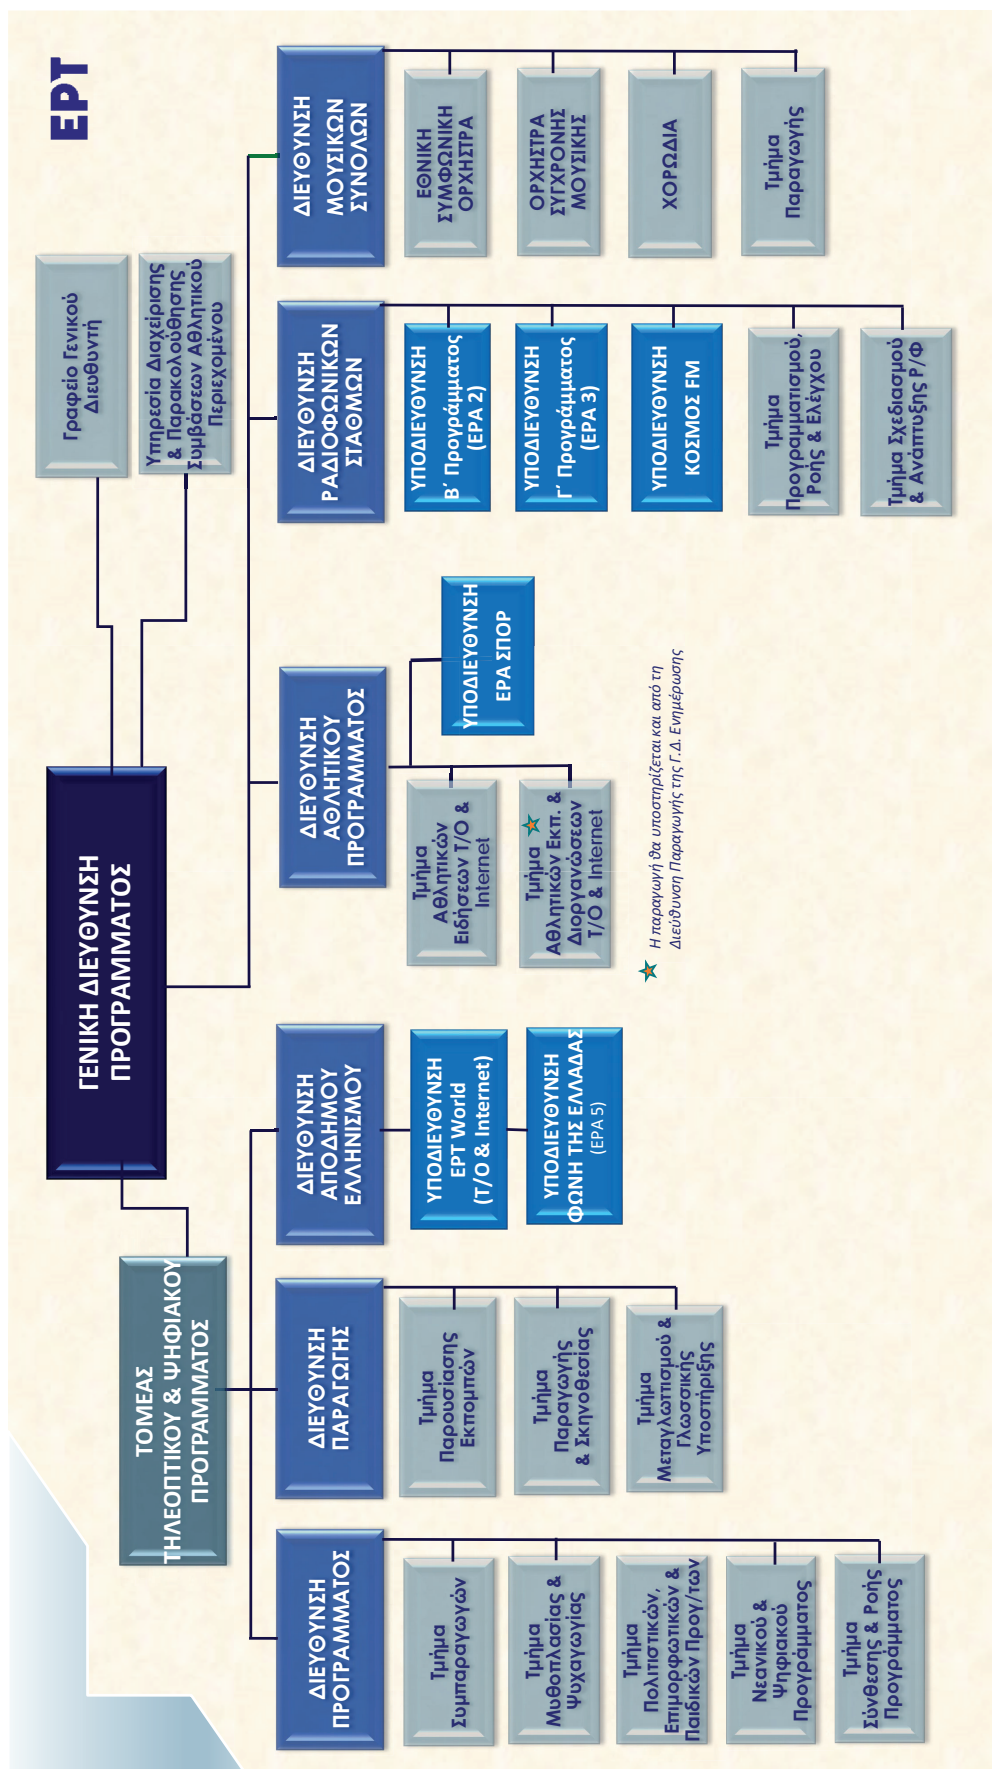 ΕΡΤ
ΓΕΝΙΚΗ ΔΙΕΥΘΥΝΣΗ
ΠΡΟΓΡΑΜΜΑΤΟΣ
Γραφείο Γενικού
Διευθυντή
Υπηρεσία Διαχείρισης
& Παρακολούθησης
Συμβάσεων Αθλητικού
Περιεχομένου
ΤΟΜΕΑΣ
ΤΗΛΕΟΠΤΙΚΟΥ & ΨΗΦΙΑΚΟΥ
ΠΡΟΓΡΑΜΜΑΤΟΣ
ΔΙΕΥΘΥΝΣΗ
ΠΡΟΓΡΑΜΜΑΤΟΣ
Τμήμα
Συμπαραγωγών
Τμήμα
Μυθοπλασίας &
Ψυχαγωγίας
Τμήμα
Πολιτιστικών,
Επιμορφωτικών &
Παιδικών Προγ/των
Τμήμα
Νεανικού &
Ψηφιακού
Προγράμματος
Τμήμα
Σύνθεσης & Ροής
Προγράμματος
ΔΙΕΥΘΥΝΣΗ
ΠΑΡΑΓΩΓΗΣ
Τμήμα
Παρουσίασης
Εκπομπών
Τμήμα
Παραγωγής
& Σκηνοθεσίας
Τμήμα
Μεταγλωττισμού &
Γλωσσικής
Υποστήριξης
ΔΙΕΥΘΥΝΣΗ
ΑΠΟΔΗΜΟΥ
ΕΛΛΗΝΙΣΜΟΥ
ΥΠΟΔΙΕΥΘΥΝΣΗ
ΕΡΤ World
(Τ/Ο & Internet)
ΥΠΟΔΙΕΥΘΥΝΣΗ
ΦΩΝΗ ΤΗΣ ΕΛΛΑΔΑΣ
(ΕΡΑ 5)
ΔΙΕΥΘΥΝΣΗ
ΑΘΛΗΤΙΚΟΥ
ΠΡΟΓΡΑΜΜΑΤΟΣ
Τμήμα
Αθλητικών
Ειδήσεων Τ/Ο &
Internet
Τμήμα
Αθλητικών Εκπ. &
Διοργανώσεων
Τ/Ο & Internet
ΥΠΟΔΙΕΥΘΥΝΣΗ
ΕΡΑ ΣΠΟΡ
Η παραγωγή θα υποστηρίζεται και από τη
Διεύθυνση Παραγωγής της Γ.Δ. Ενημέρωσης
ΔΙΕΥΘΥΝΣΗ
ΡΑΔΙΟΦΩΝΙΚΩΝ
ΣΤΑΘΜΩΝ
ΥΠΟΔΙΕΥΘΥΝΣΗ
Β΄ Προγράμματος
(ΕΡΑ 2)
ΥΠΟΔΙΕΥΘΥΝΣΗ
Γ΄ Προγράμματος
(ΕΡΑ 3)
ΥΠΟΔΙΕΥΘΥΝΣΗ
ΚΟΣΜΟΣ FM
Τμήμα
Προγραμματισμού,
Ροής & Ελέγχου
Τμήμα Σχεδιασμού
& Ανάπτυξης Ρ/Φ
ΔΙΕΥΘΥΝΣΗ
ΜΟΥΣΙΚΩΝ
ΣΥΝΟΛΩΝ
ΕΘΝΙΚΗ
ΣΥΜΦΩΝΙΚΗ
ΟΡΧΗΣΤΡΑ
ΟΡΧΗΣΤΡΑ
ΣΥΓΧΡΟΝΗΣ
ΜΟΥΣΙΚΗΣ
ΧΟΡΩΔΙΑ
Τμήμα
Παραγωγής